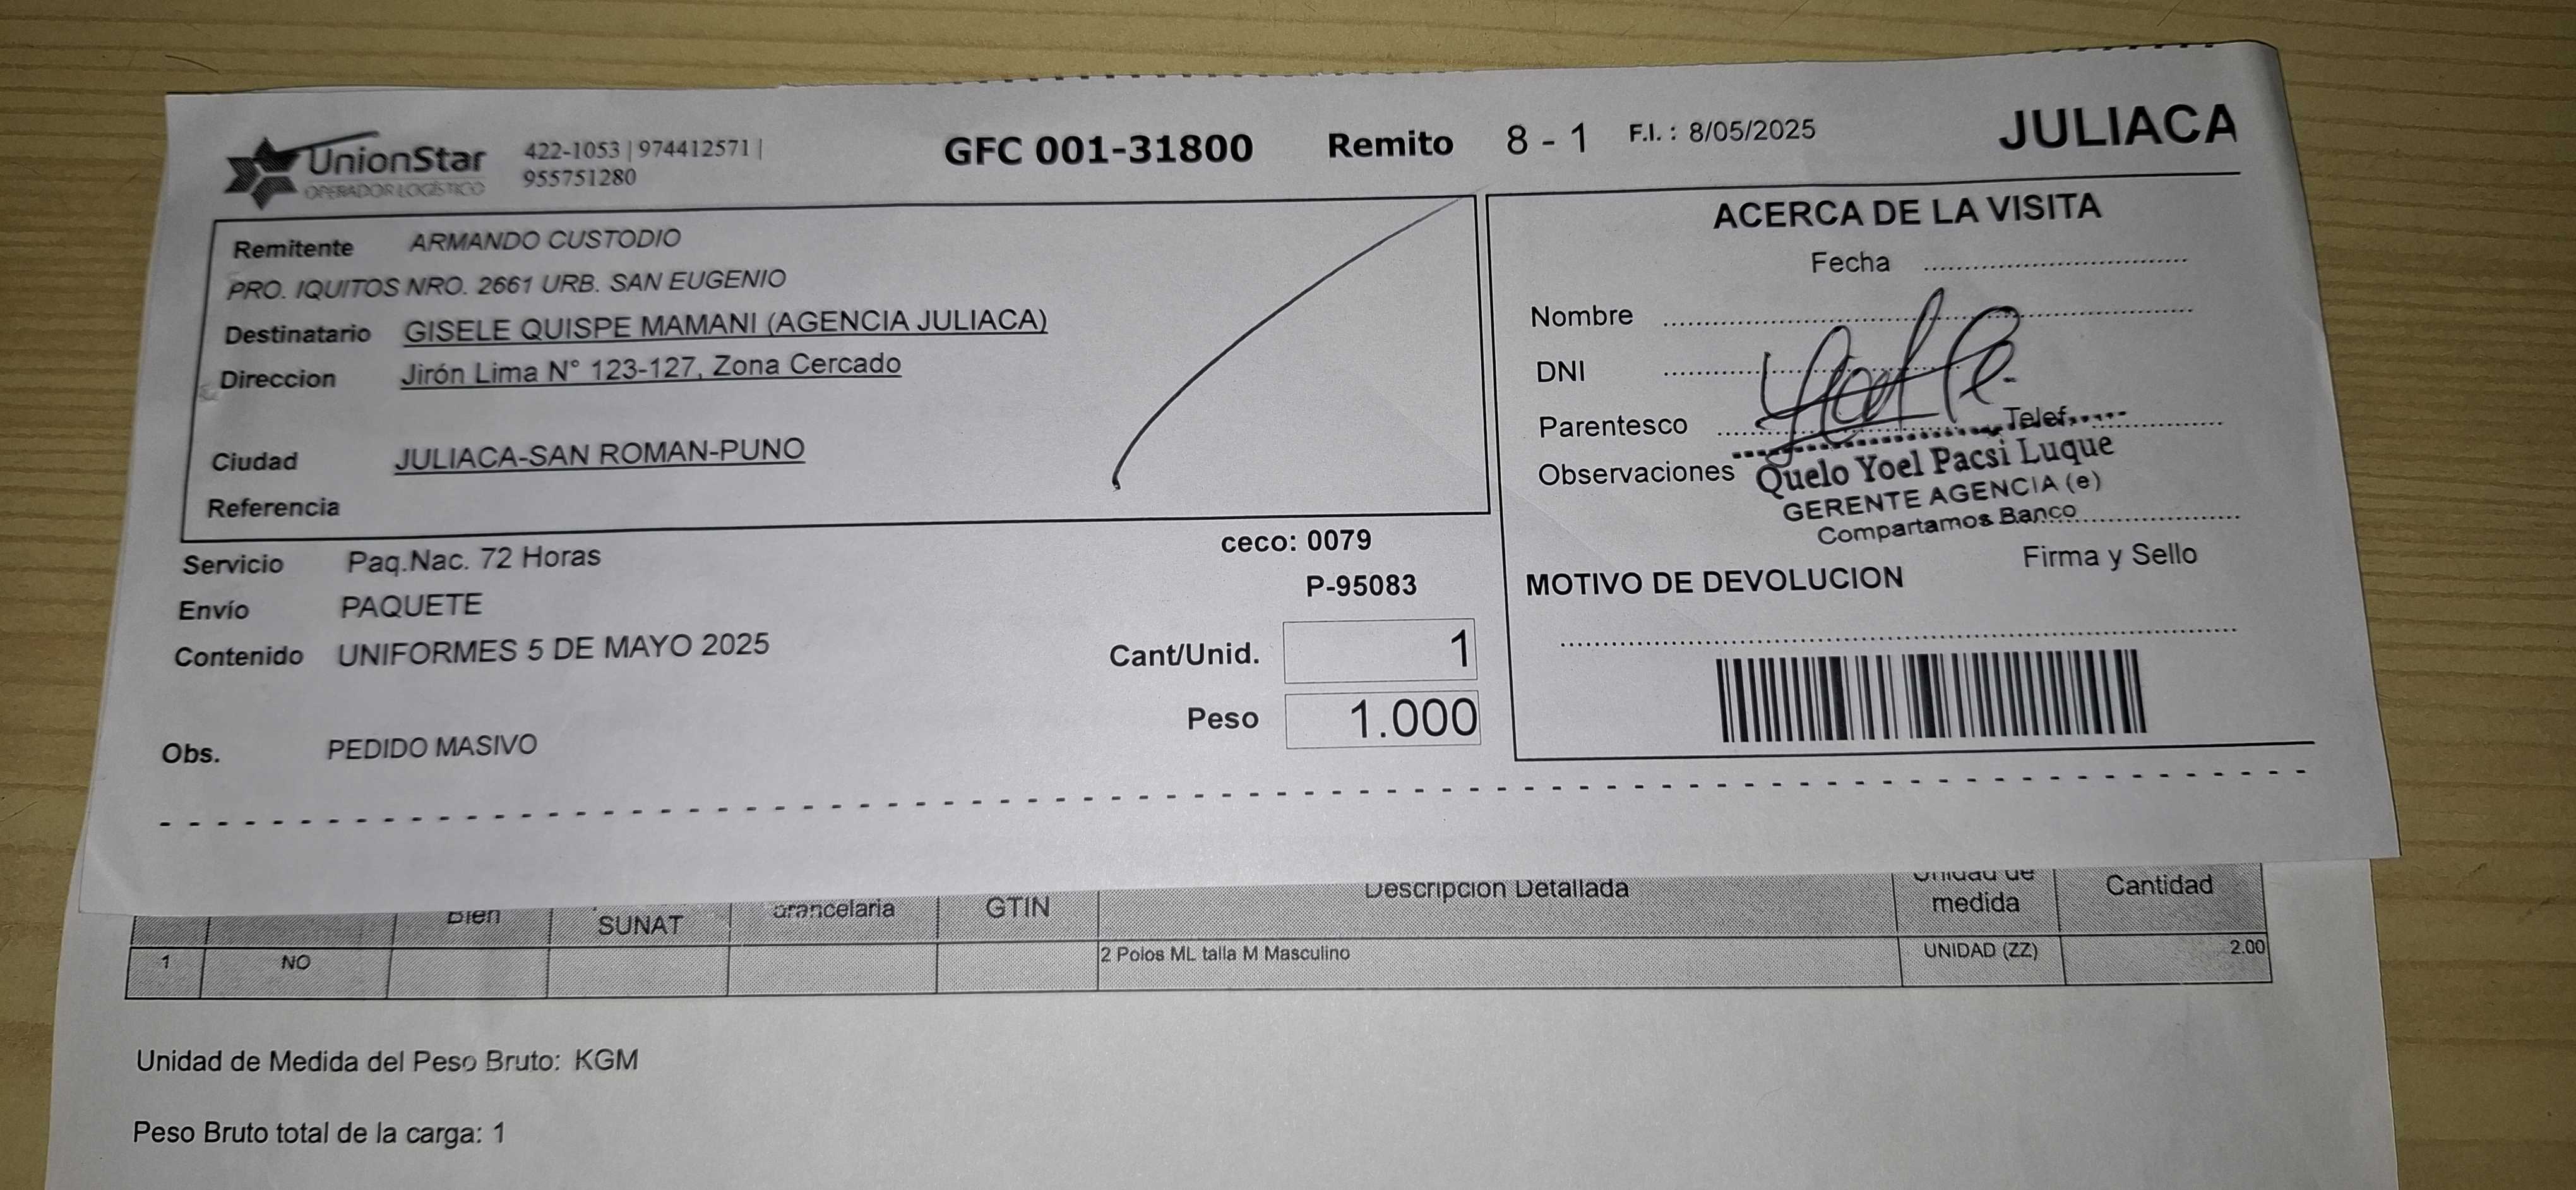 UnionStar
OPERADOR LOGÍSTICO
422-1053 | 974412571 |
955751280
GFC 001-31800 Remito 8 - 1 F.I. : 8/05/2025 JULIACA
Remitente ARMANDO CUSTODIO
PRO. IQUITOS NRO. 2661 URB. SAN EUGENIO
Destinatario GISELE QUISPE MAMANI (AGENCIA JULIACA)
Direccion Jirón Lima N° 123-127, Zona Cercado
Ciudad JULIACA-SAN ROMAN-PUNO
Referencia
Servicio Paq.Nac. 72 Horas
Envío PAQUETE
Contenido UNIFORMES 5 DE MAYO 2025
Obs. PEDIDO MASIVO
ceco: 0079
P-95083
Cant/Unid. 1
Peso 1.000
ACERCA DE LA VISITA
Fecha
Nombre
DNI
Parentesco Telef.
Observaciones
Quelo Yoel Pacsi Luque
GERENTE AGENCIA (e)
Compartamos Banco
Firma y Sello
MOTIVO DE DEVOLUCION
Bien SUNAT arancelaria GTIN Descripción Detallada Unidad de medida Cantidad
1 NO 2 Polos ML talla M Masculino UNIDAD (ZZ) 2.00
Unidad de Medida del Peso Bruto: KGM
Peso Bruto total de la carga: 1